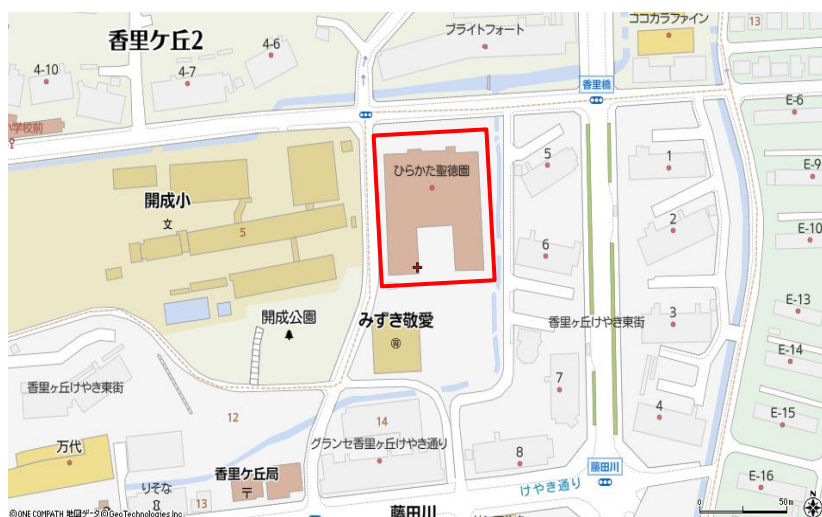 香里ケ丘2
4-6
4-7
4-10
ブライトフォート
ココカラファイン
13
香里橋
小学校前
E-6
ひらかた聖徳園
開成小
文
5
5
1
E-9
2
6
E-10
開成公園
みずき敬愛
香里ヶ丘けやき東街
3
E-13
E-14
7
香里ヶ丘けやき東街
12
4
E-15
14
グランセ香里ヶ丘けやき通り
8
万代
りそな
香里ケ丘局
〒
13
藤田川
けやき通り
E-16
藤田川
0 50m
N
©ONE COMPATH 地図データ©GeoTechnologies Inc.